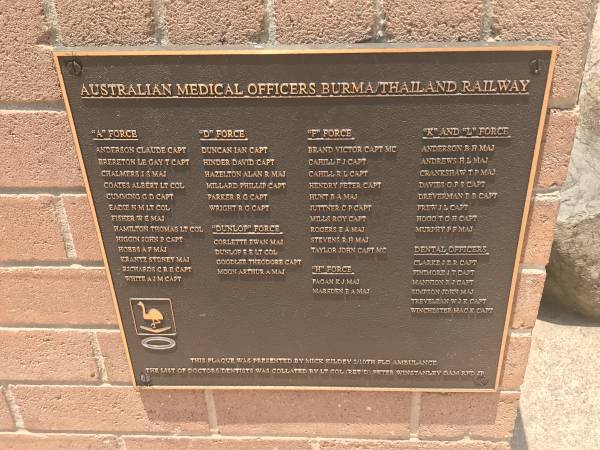 AUSTRALIAN MEDICAL OFFICERS BURMA/THAILAND RAILWAY
"A" FORCE
ANDERSON CLAUDE CAPT
BRERETON LE GAY T CAPT
CHALMERS S S MAJ
COATES ALBERT LT COL
CUMMING G D CAPT
EADIE N M LT COL
FISHER W E MAJ
HAMILTON THOMAS LT COL
HIGGIN JOHN P CAPT
HOBBS A F MAJ
KRANTZ SYDNEY MAJ
RICHARDS C R B CAPT
WHITE A J M CAPT
"D" FORCE
DUNCAN IAN CAPT
HINDER DAVID CAPT
HAZELTON ALAN R MAJ
MILLARD PHILLIP CAPT
PARKER R G CAPT
WRIGHT R G CAPT
"DUNLOP" FORCE
CORLETTE EWAN MAJ
DUNLOP E E LT COL
GODDLEE THEODORE CAPT
MOON ARTHUR A MAJ
"F" FORCE
BRAND VICTOR CAPT MC
CAHILL F J CAPT
CAHILL R L CAPT
HENDRY PETER CAPT
HUNT B A MAJ
JUTTNER C P CAPT
MILLS ROY CAPT
ROGERS E A MAJ
STEVENS R H MAJ
TAYLOR JOHN CAPT MC
"H" FORCE
FAGAN K J MAJ
MARSDEN E A MAJ
"K" AND "L" FORCE
ANDERSON B H MAJ
ANDREWS H L MAJ
CRANKSHAW T P MAJ
DAVIES G F S CAPT
DREVERMAN E B CAPT
FREW J L CAPT
HOGG T G H CAPT
MURPHY P F MAJ
DENTAL OFFICERS
CLARKE J E R CAPT
FINIMORE J T CAPT
MANNION R J CAPT
SIMPSON JOHN MAJ
TREVELEAN W J K CAPT
WINCHESTER MAC K CAPT
THIS PLAQUE WAS PRESENTED BY MICK KILDEY 2/10TH FLD AMBULANCE
THE LIST OF DOCTORS/DENTISTS WAS COLLATED BY LT COL (RET'D) PETER WINSTANLEY OAM RFD JP